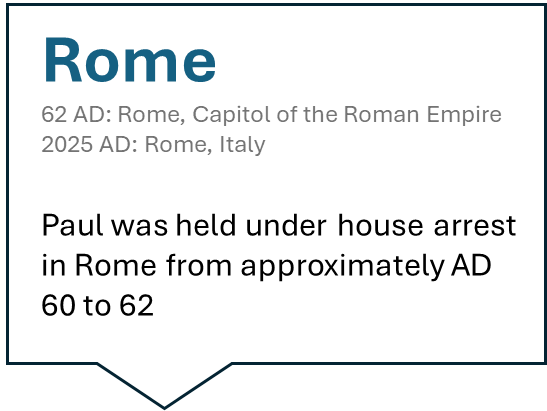 Rome
62 AD: Rome, Capitol of the Roman Empire
2025 AD: Rome, Italy
Paul was held under house arrest
in Rome from approximately AD
60 to 62